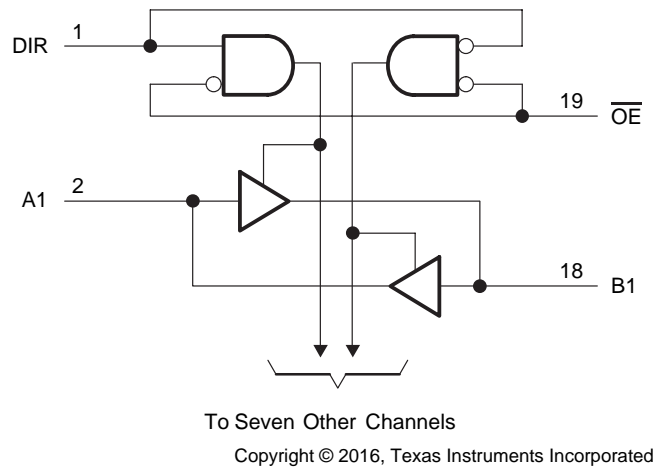 DIR 1
19 OE
A1 2
18 B1
To Seven Other Channels
Copyright © 2016, Texas Instruments Incorporated